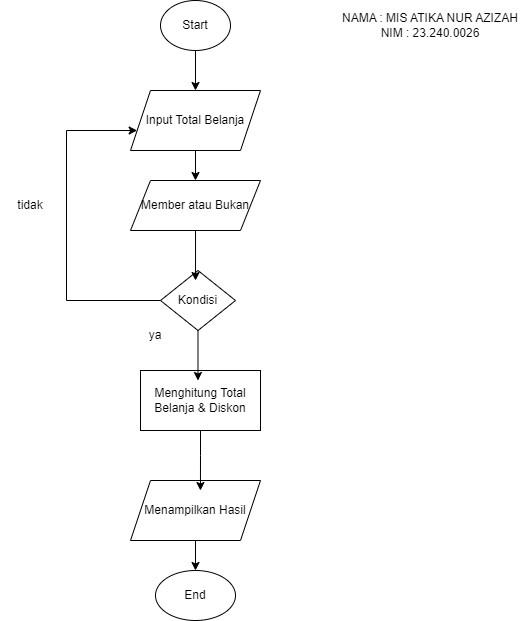 Start
NAMA : MIS ATIKA NUR AZIZAH
NIM : 23.240.0026
Input Total Belanja
Member atau Bukan
tidak
Kondisi
ya
Menghitung Total
Belanja & Diskon
Menampilkan Hasil
End